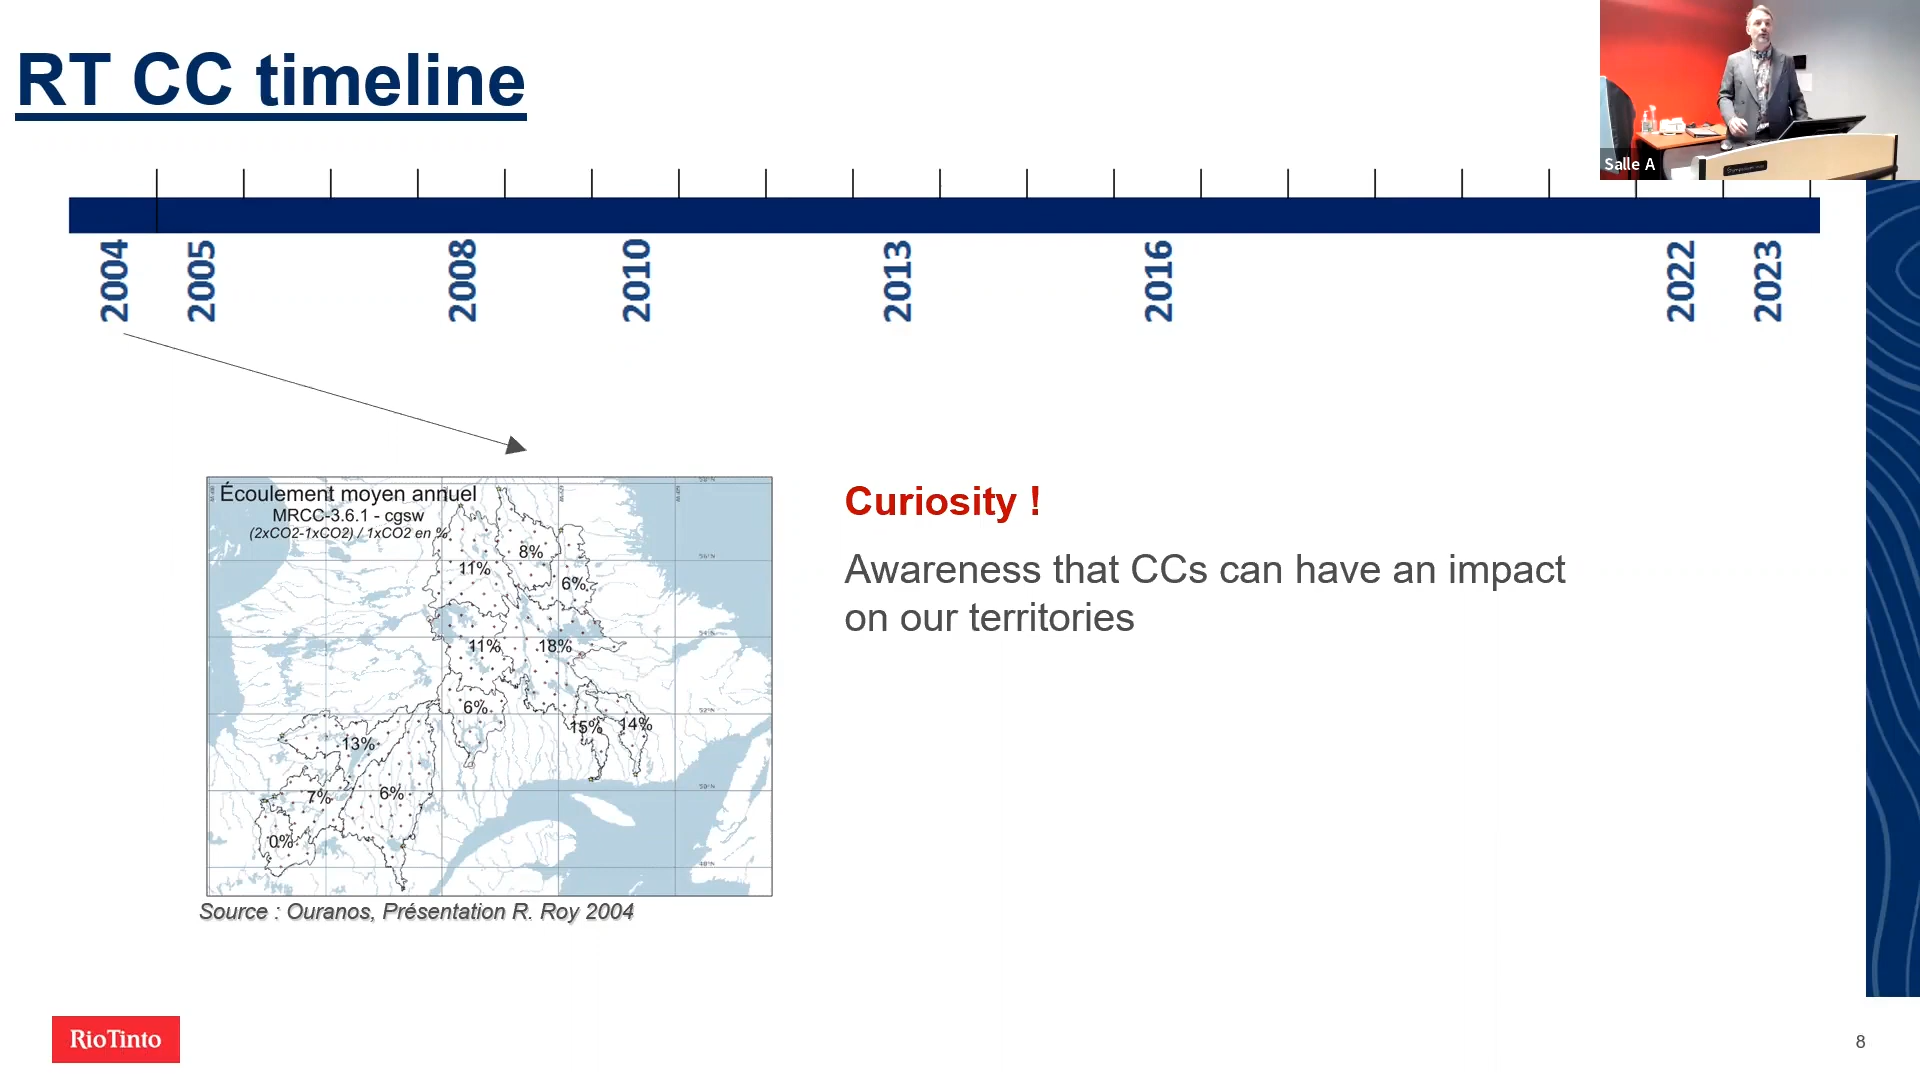 RT CC timeline
Salle A
2004
2005
2008
2010
2013
2016
2022
2023
Écoulement moyen annuel
MRCC-3.6.1 - cgsw
(2xCO2-1xCO2) / 1xCO2 en %
8%
11%
6%
11%
18%
6%
15%
14%
13%
7%
6%
0%
Source : Ouranos, Présentation R. Roy 2004
Curiosity !
Awareness that CCs can have an impact
on our territories
RioTinto
8